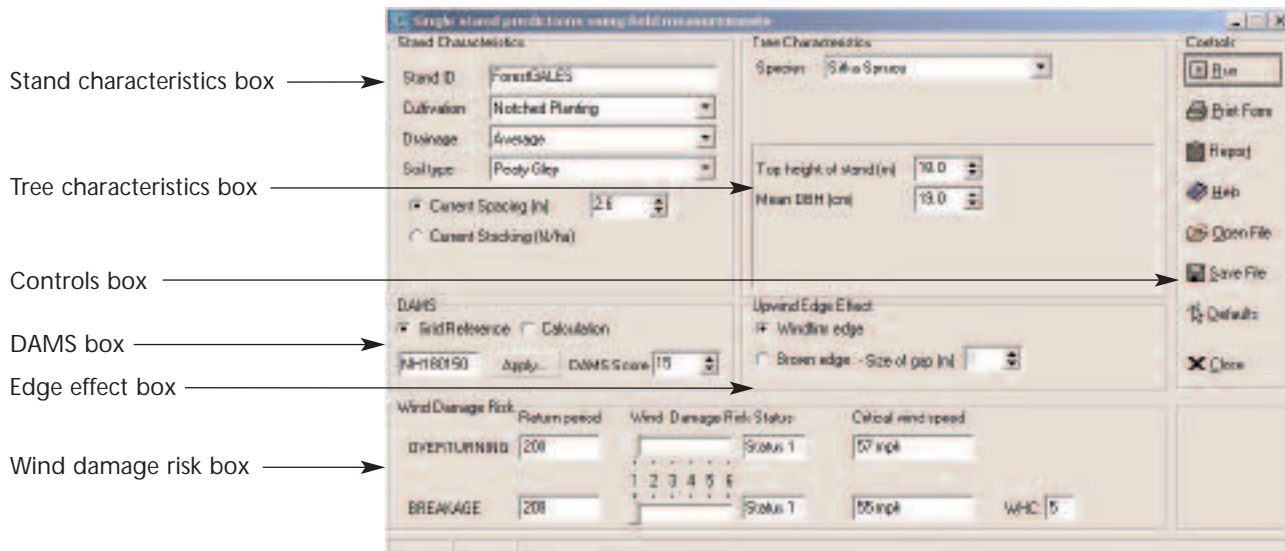 Single stand predictions using field measurements
Stand characteristics box
Tree characteristics box
Controls box
DAMS box
Edge effect box
Wind damage risk box
Stand Characteristics
Stand ID ForestGALES
Cultivation Notched Planting
Drainage Average
Soil type Peaty Gley
Current Spacing (m) 2.6
Current Stocking (N/ha)
Tree Characteristics
Species Sitka Spruce
Top height of stand (m)
Mean DBH (cm) 19.0
Controls
Run
Print Form
Report
Help
Open File
Save File
Defaults
Close
DAMS
Grid Reference Calculation
NH180150 Apply... DAMS Score 15
Upwind Edge Effect
Windfirm edge
Brown edge - Size of gap (m)
Wind Damage Risk
Return period Wind Damage Risk Status Critical wind speed
OVERTURNING 200 Status 1 57 mph
1 2 3 4 5 6
BREAKAGE 200 Status 1 55 mph WHC 5